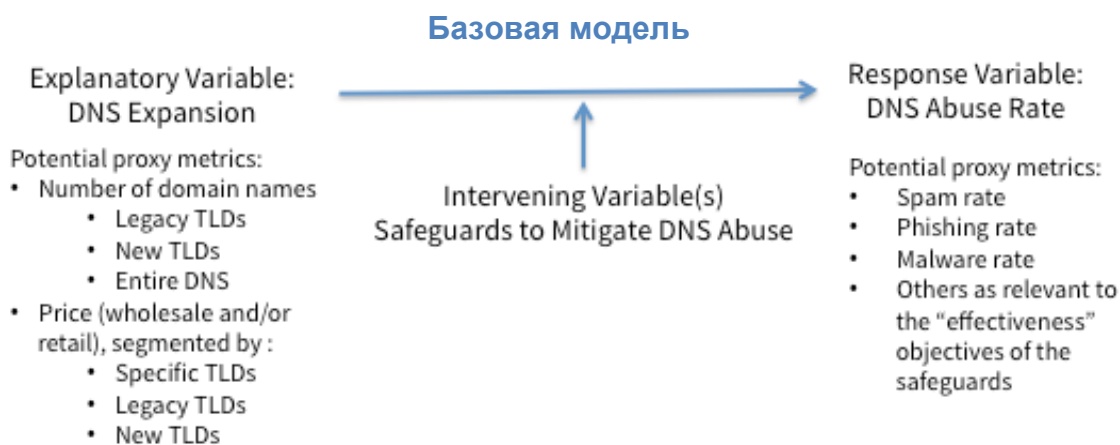 Базовая модель
Explanatory Variable:
DNS Expansion
Potential proxy metrics:
• Number of domain names
• Legacy TLDs
• New TLDs
• Entire DNS
• Price (wholesale and/or
retail), segmented by :
• Specific TLDs
• Legacy TLDs
• New TLDs
Intervening Variable(s)
Safeguards to Mitigate DNS Abuse
Response Variable:
DNS Abuse Rate
Potential proxy metrics:
• Spam rate
• Phishing rate
• Malware rate
• Others as relevant to
the “effectiveness”
objectives of the
safeguards